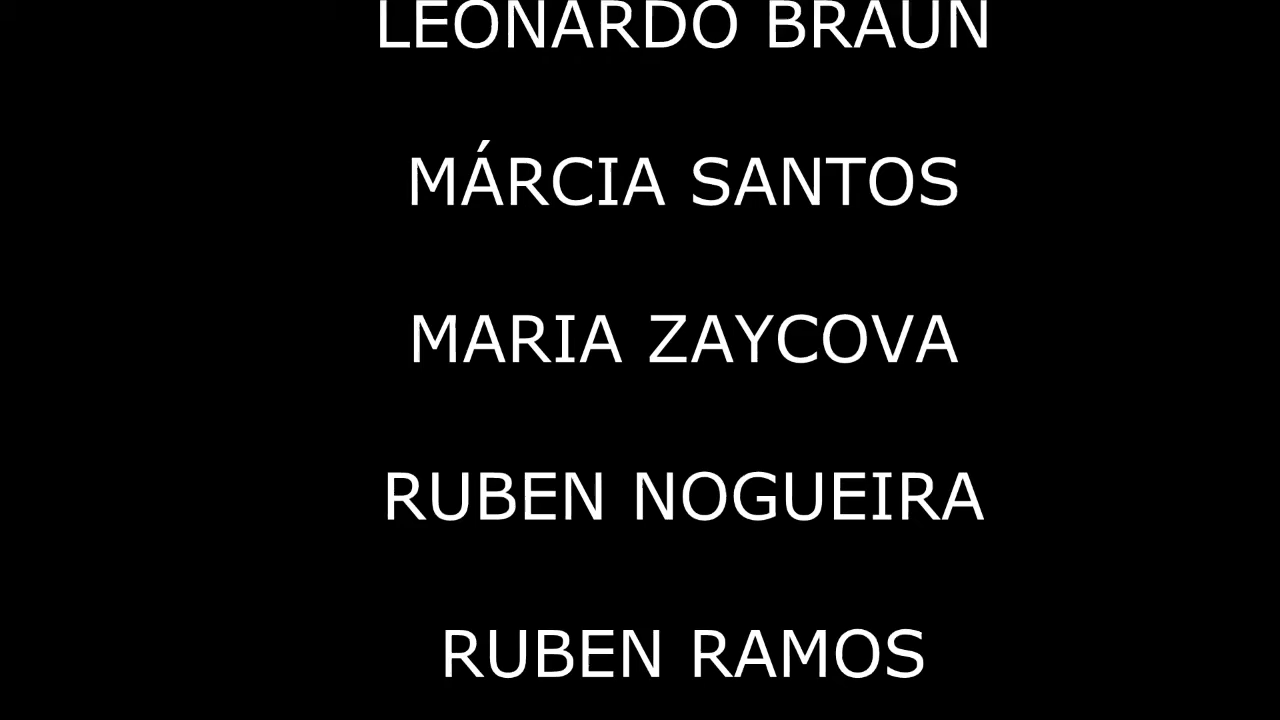 LEONARDO BRAUN
MÁRCIA SANTOS
MARIA ZAYCOVA
RUBEN NOGUEIRA
RUBEN RAMOS